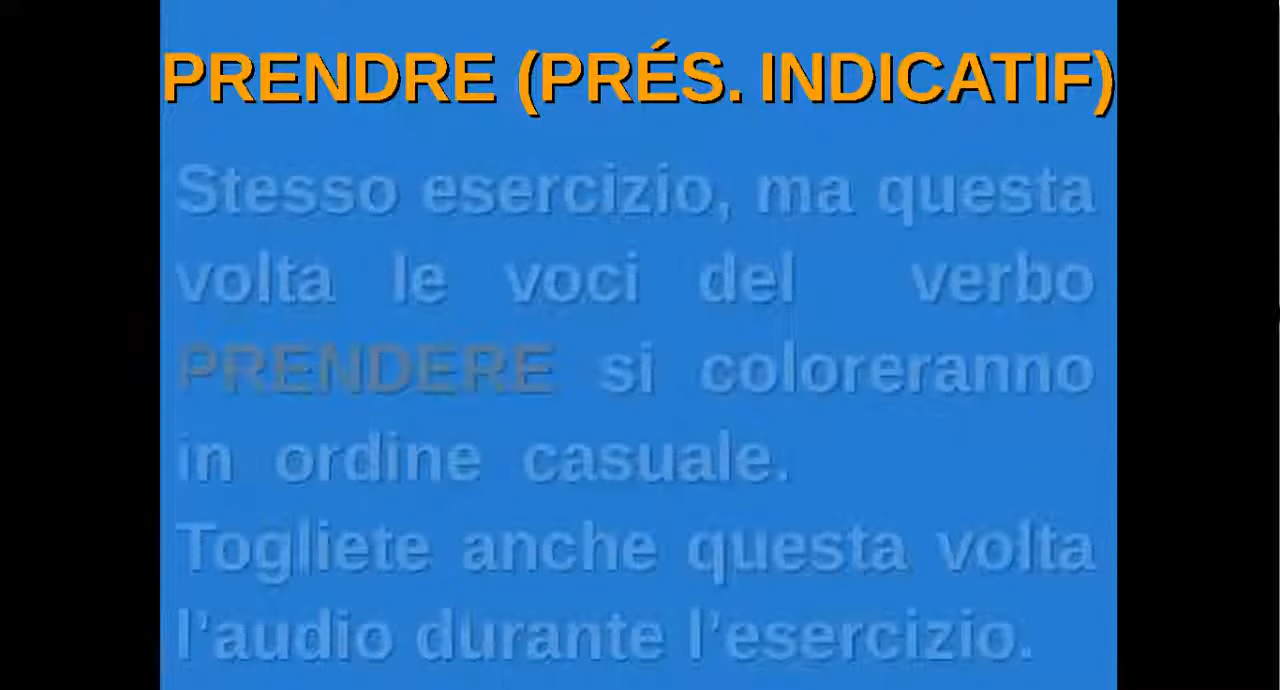 PRENDRE (PRÉS. INDICATIF)
Stesso esercizio, ma questa
volta le voci del verbo
PRENDERE si coloreranno
in ordine casuale.
Togliete anche questa volta
l'audio durante l'esercizio.